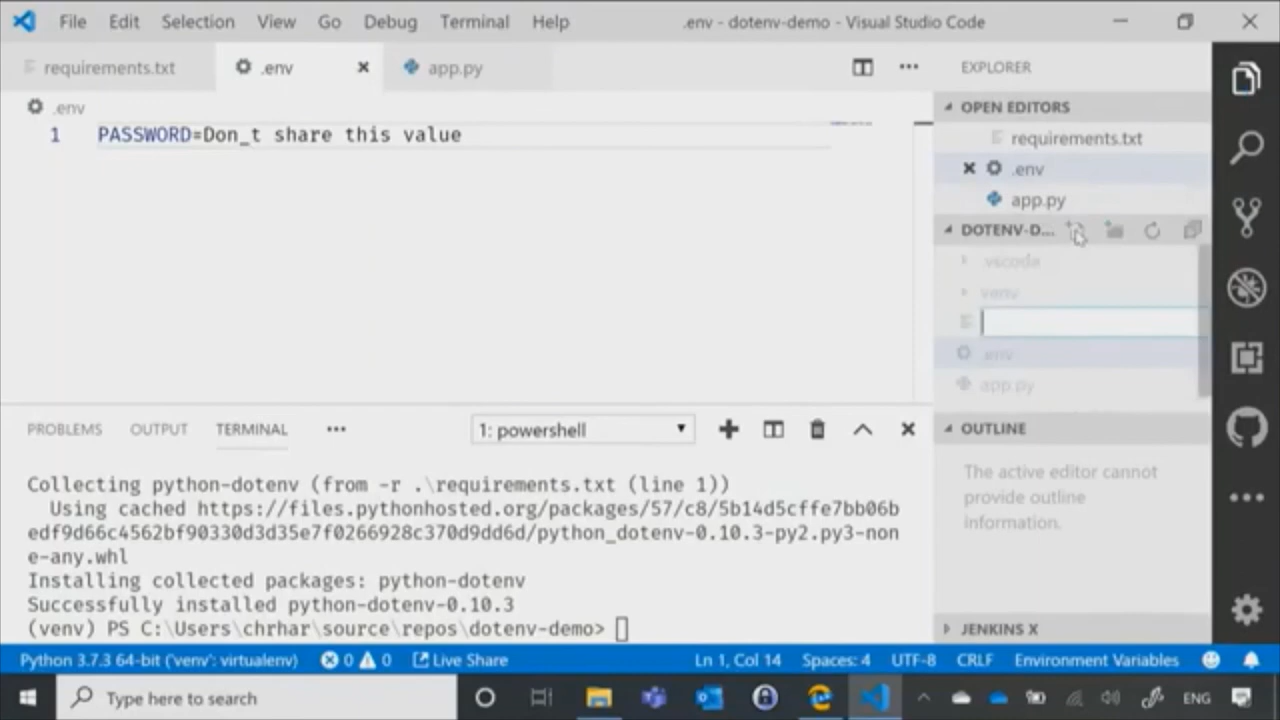 File Edit Selection View Go Debug Terminal Help .env - dotenv-demo - Visual Studio Code
requirements.txt .env app.py
.env
1 PASSWORD=Don_t share this value
EXPLORER
OPEN EDITORS
requirements.txt
.env
app.py
DOTENV-D...
.vscode
venv
.env
app.py
OUTLINE
The active editor cannot
provide outline
information.
JENKINS X
PROBLEMS OUTPUT TERMINAL 1: powershell
Collecting python-dotenv (from -r .\requirements.txt (line 1))
Using cached https://files.pythonhosted.org/packages/57/c8/5b14d5cffe7bb06b
edf9d66c4562bf90330d3d35e7f0266928c370d9dd6d/python_dotenv-0.10.3-py2.py3-non
e-any.whl
Installing collected packages: python-dotenv
Successfully installed python-dotenv-0.10.3
(venv) PS C:\Users\chrhar\source\repos\dotenv-demo>
Python 3.7.3 64-bit ('venv': virtualenv) 0 0 Live Share Ln 1, Col 14 Spaces: 4 UTF-8 CRLF Environment Variables
Type here to search ENG